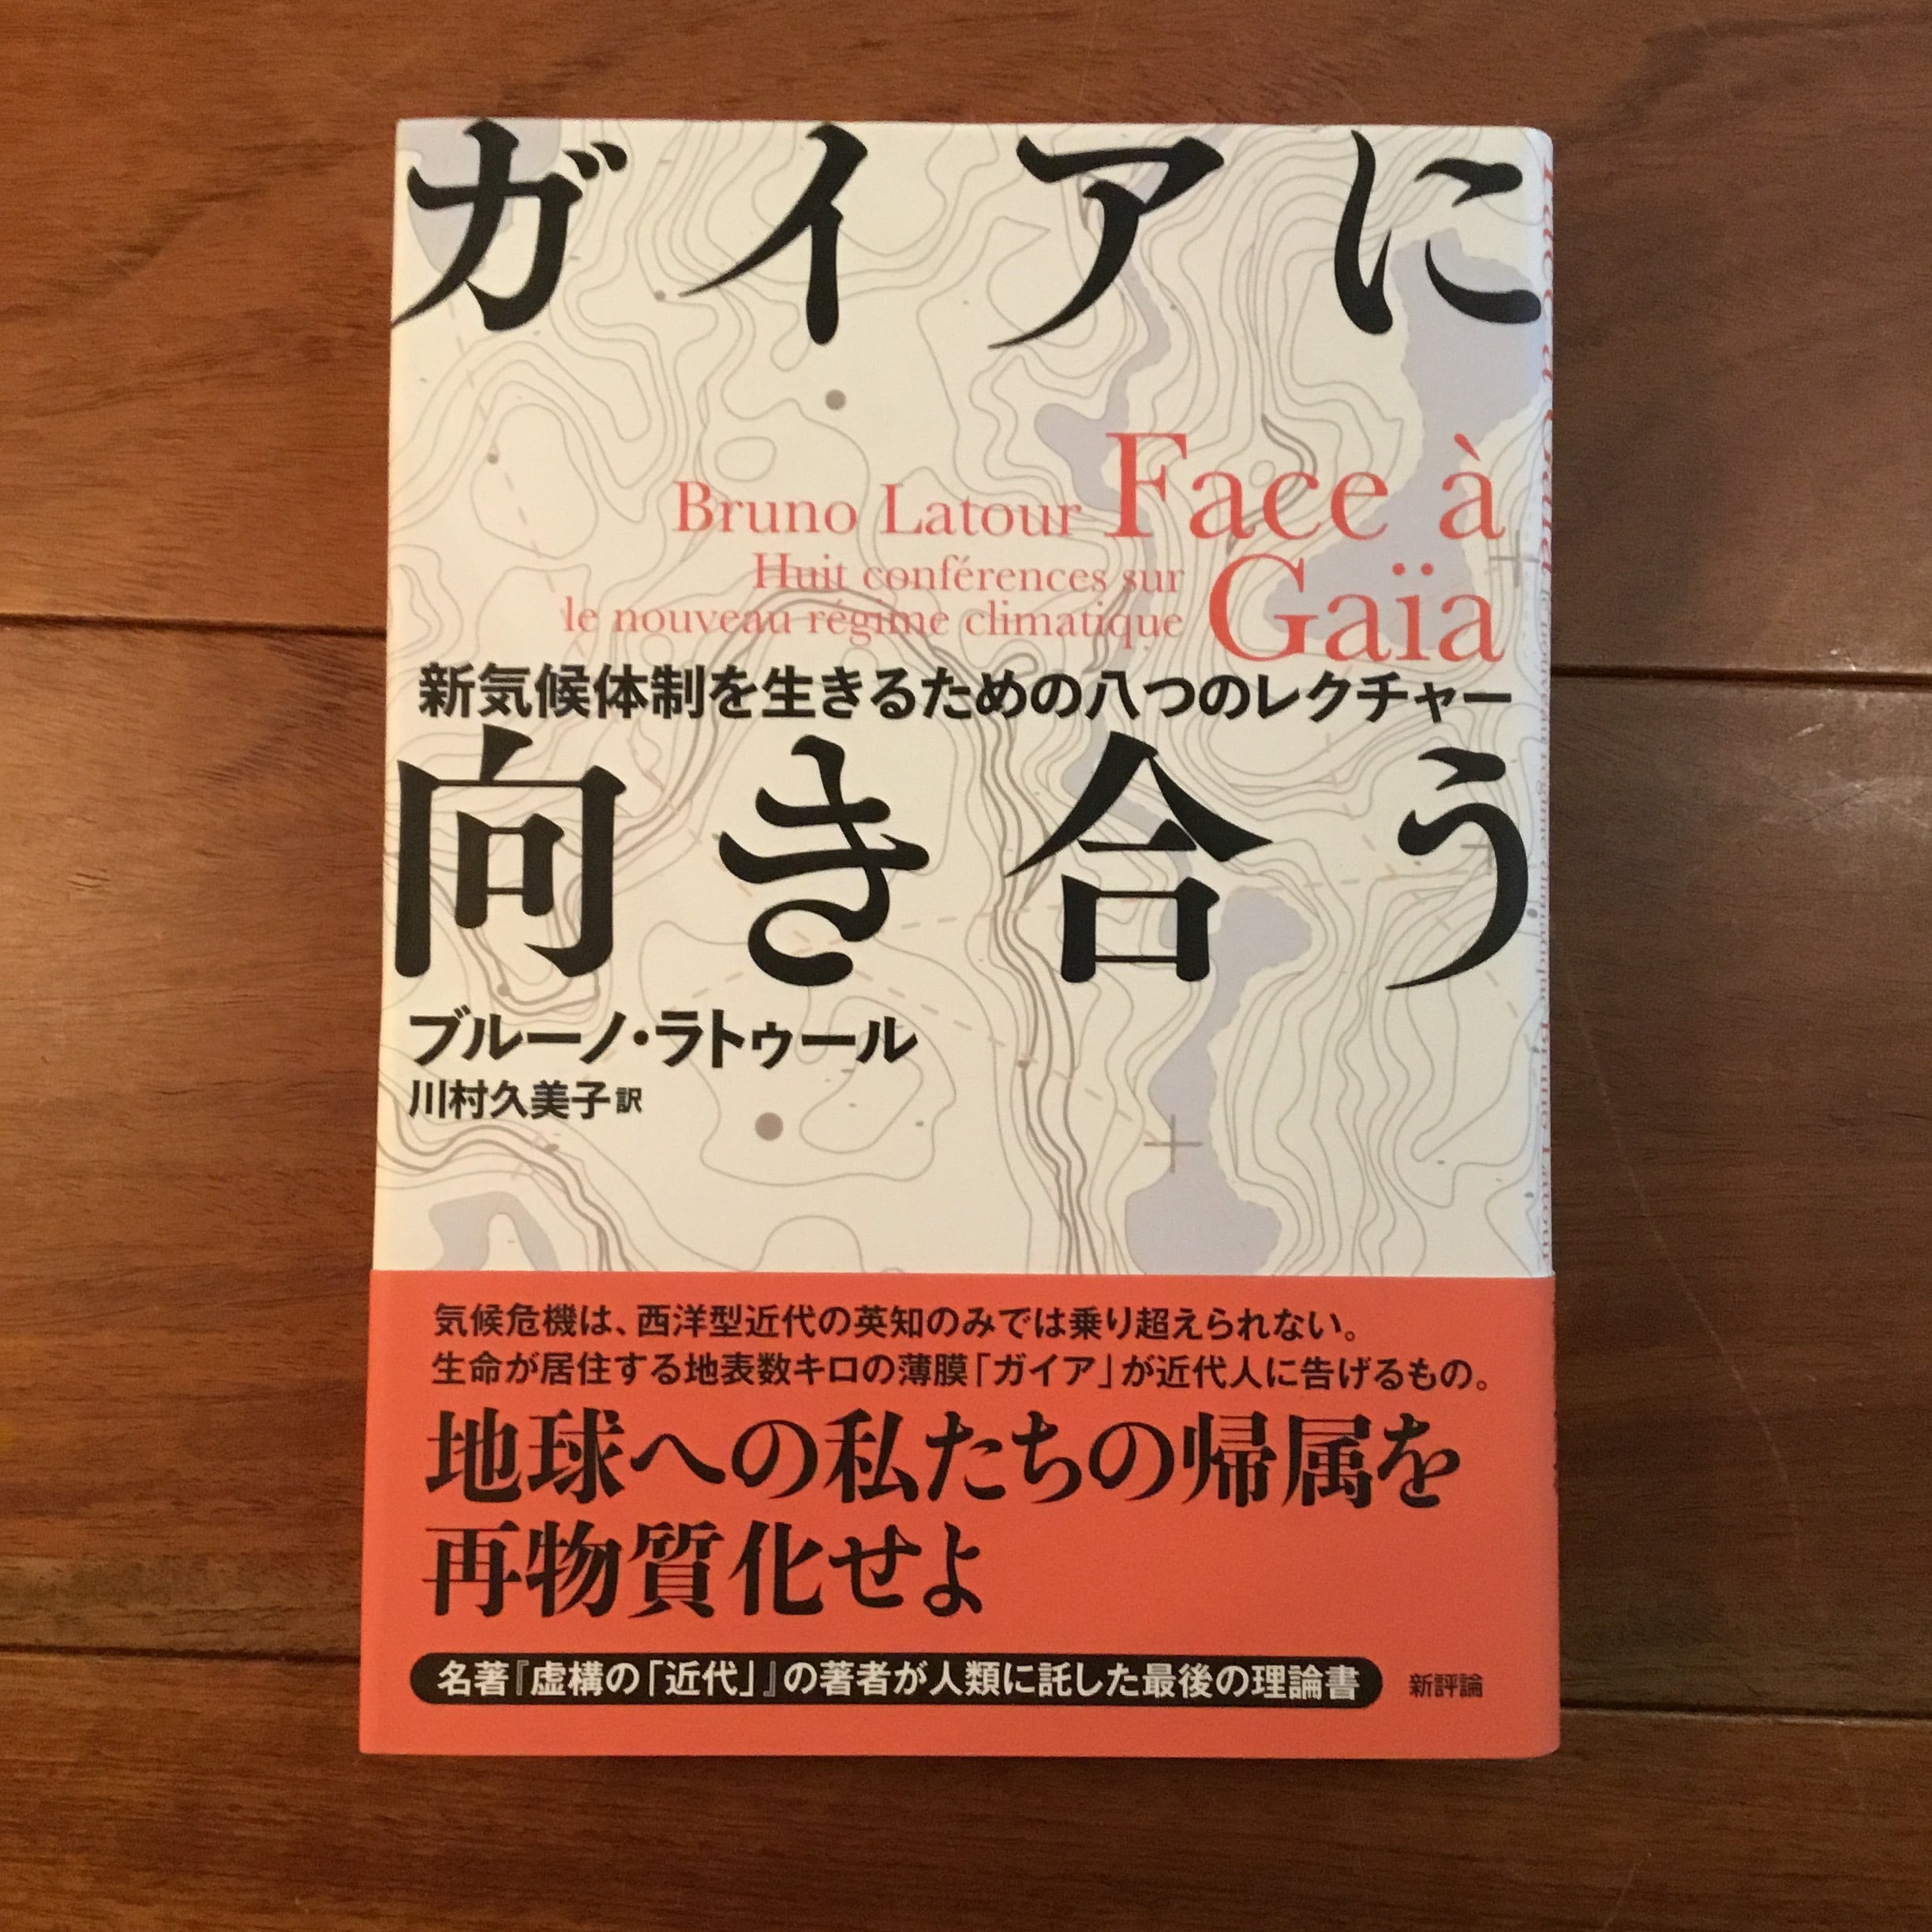 ガイアに
Bruno Latour Face à
Huit conférences sur
le nouveau régime climatique Gaïa
新気候体制を生きるための八つのレクチャー
向き合う
ブルーノ・ラトゥール
川村久美子 訳
気候危機は、西洋型近代の英知のみでは乗り超えられない。
生命が居住する地表数キロの薄膜「ガイア」が近代人に告げるもの。
地球への私たちの帰属を
再物質化せよ
名著『虚構の「近代」』の著者が人類に託した最後の理論書
新評論